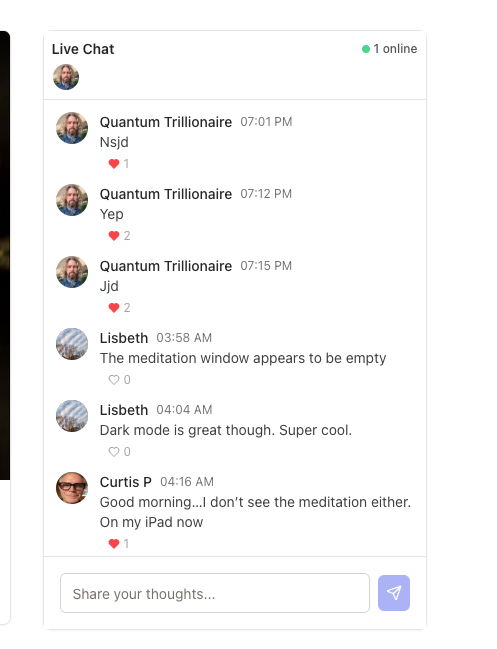 Live Chat
1 online
Quantum Trillionaire 07:01 PM
Nsjd
1
Quantum Trillionaire 07:12 PM
Yep
2
Quantum Trillionaire 07:15 PM
Jjd
2
Lisbeth 03:58 AM
The meditation window appears to be empty
0
Lisbeth 04:04 AM
Dark mode is great though. Super cool.
0
Curtis P 04:16 AM
Good morning...I don’t see the meditation either.
On my iPad now
1
Share your thoughts...